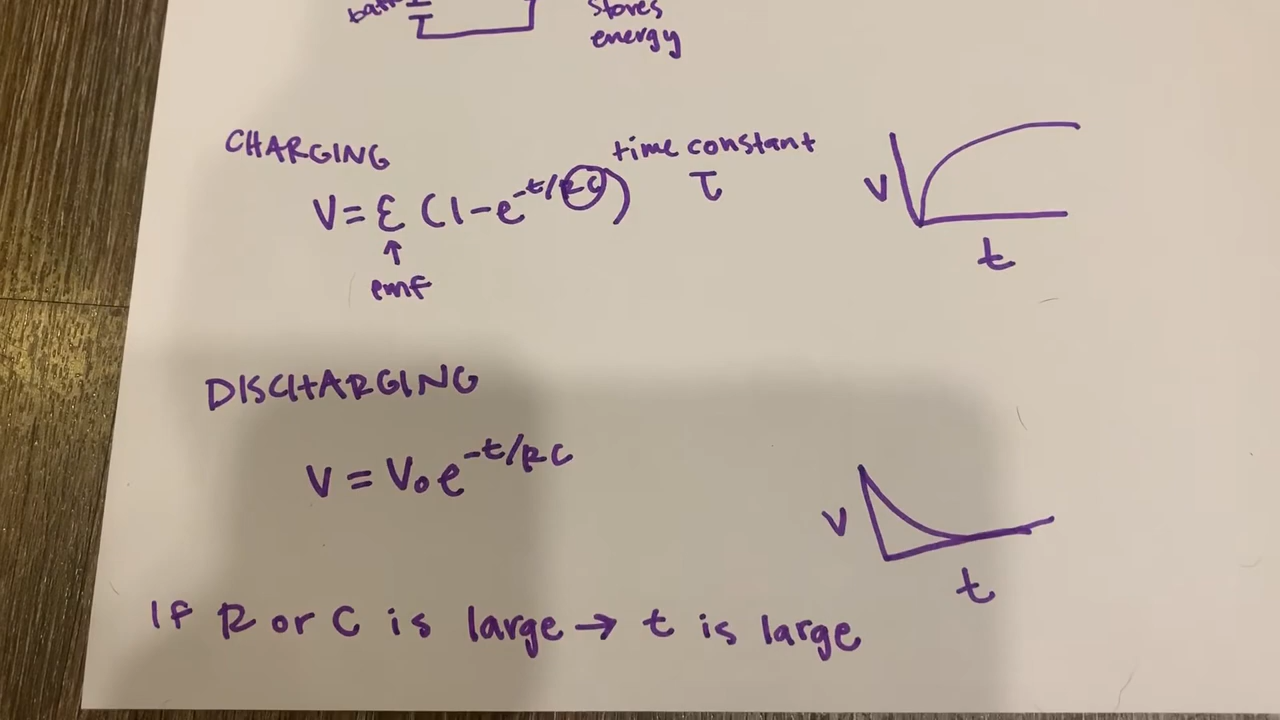 stores
energy
CHARGING
time constant
τ
V = ε (1 - e^-t/RC)
↑
emf
V
t
DISCHARGING
V = V₀e^-t/RC
V
t
If R or C is large → t is large